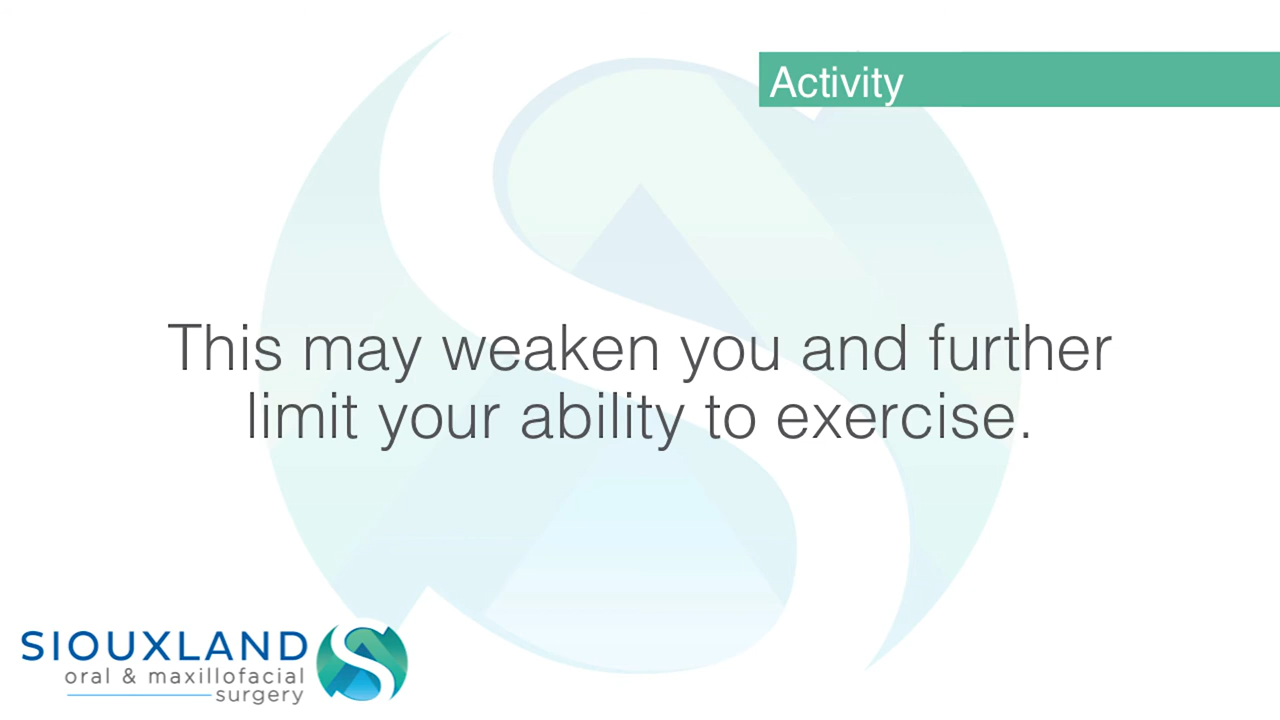 Activity
This may weaken you and further
limit your ability to exercise.
SIOUXLAND
oral & maxillofacial
surgery